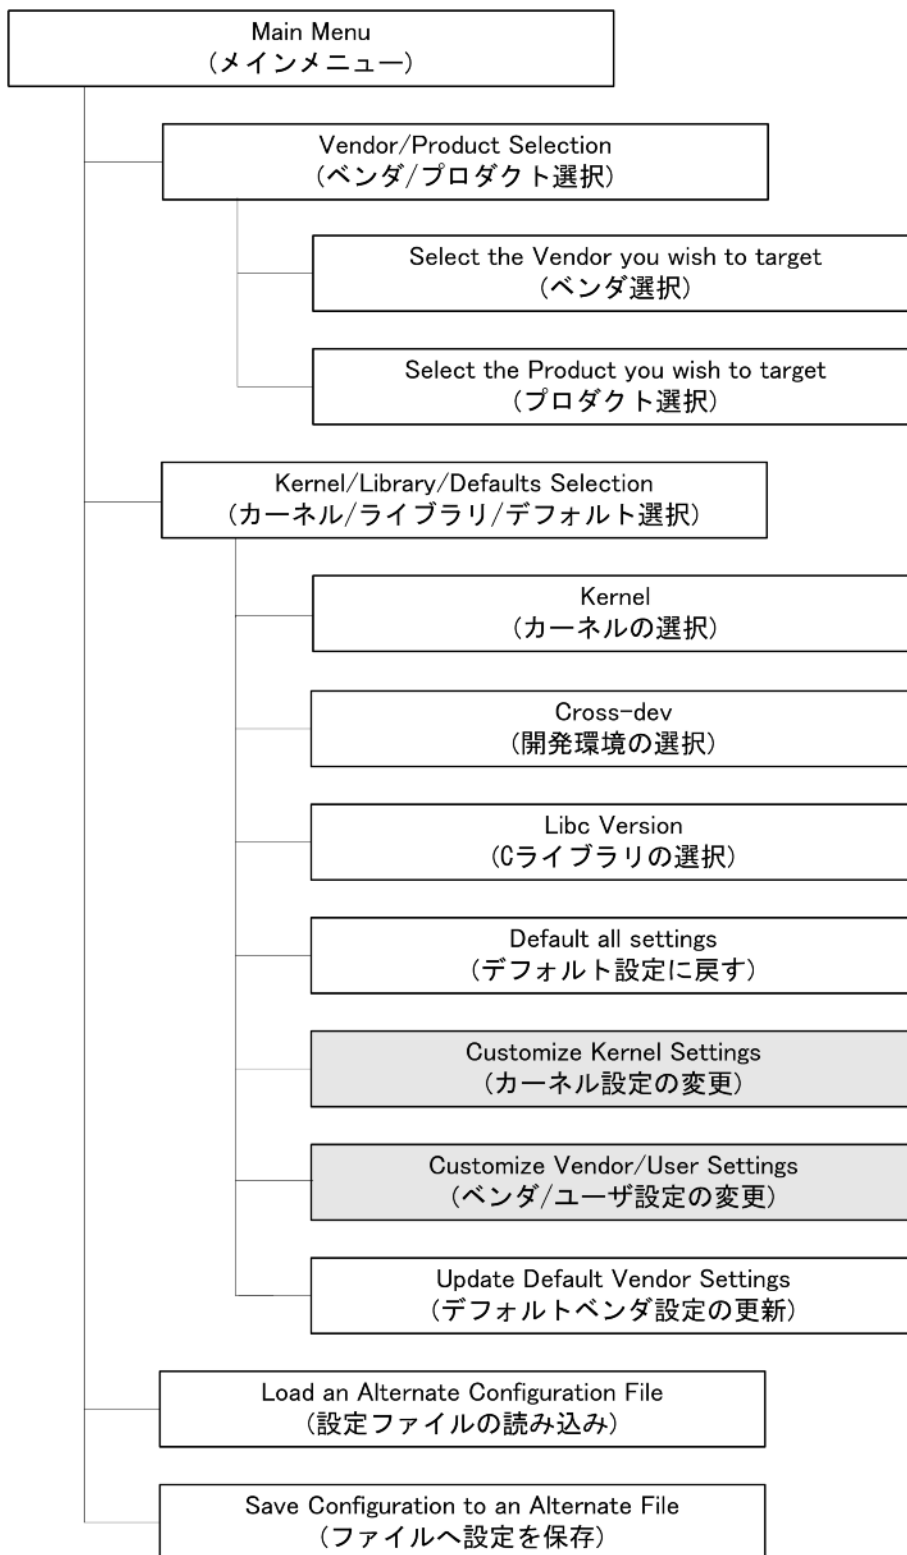 Main Menu
(メインメニュー)
Vendor/Product Selection
(ベンダ/プロダクト選択)
Select the Vendor you wish to target
(ベンダ選択)
Select the Product you wish to target
(プロダクト選択)
Kernel/Library/Defaults Selection
(カーネル/ライブラリ/デフォルト選択)
Kernel
(カーネルの選択)
Cross-dev
(開発環境の選択)
Libc Version
(Cライブラリの選択)
Default all settings
(デフォルト設定に戻す)
Customize Kernel Settings
(カーネル設定の変更)
Customize Vendor/User Settings
(ベンダ/ユーザ設定の変更)
Update Default Vendor Settings
(デフォルトベンダ設定の更新)
Load an Alternate Configuration File
(設定ファイルの読み込み)
Save Configuration to an Alternate File
(ファイルへ設定を保存)